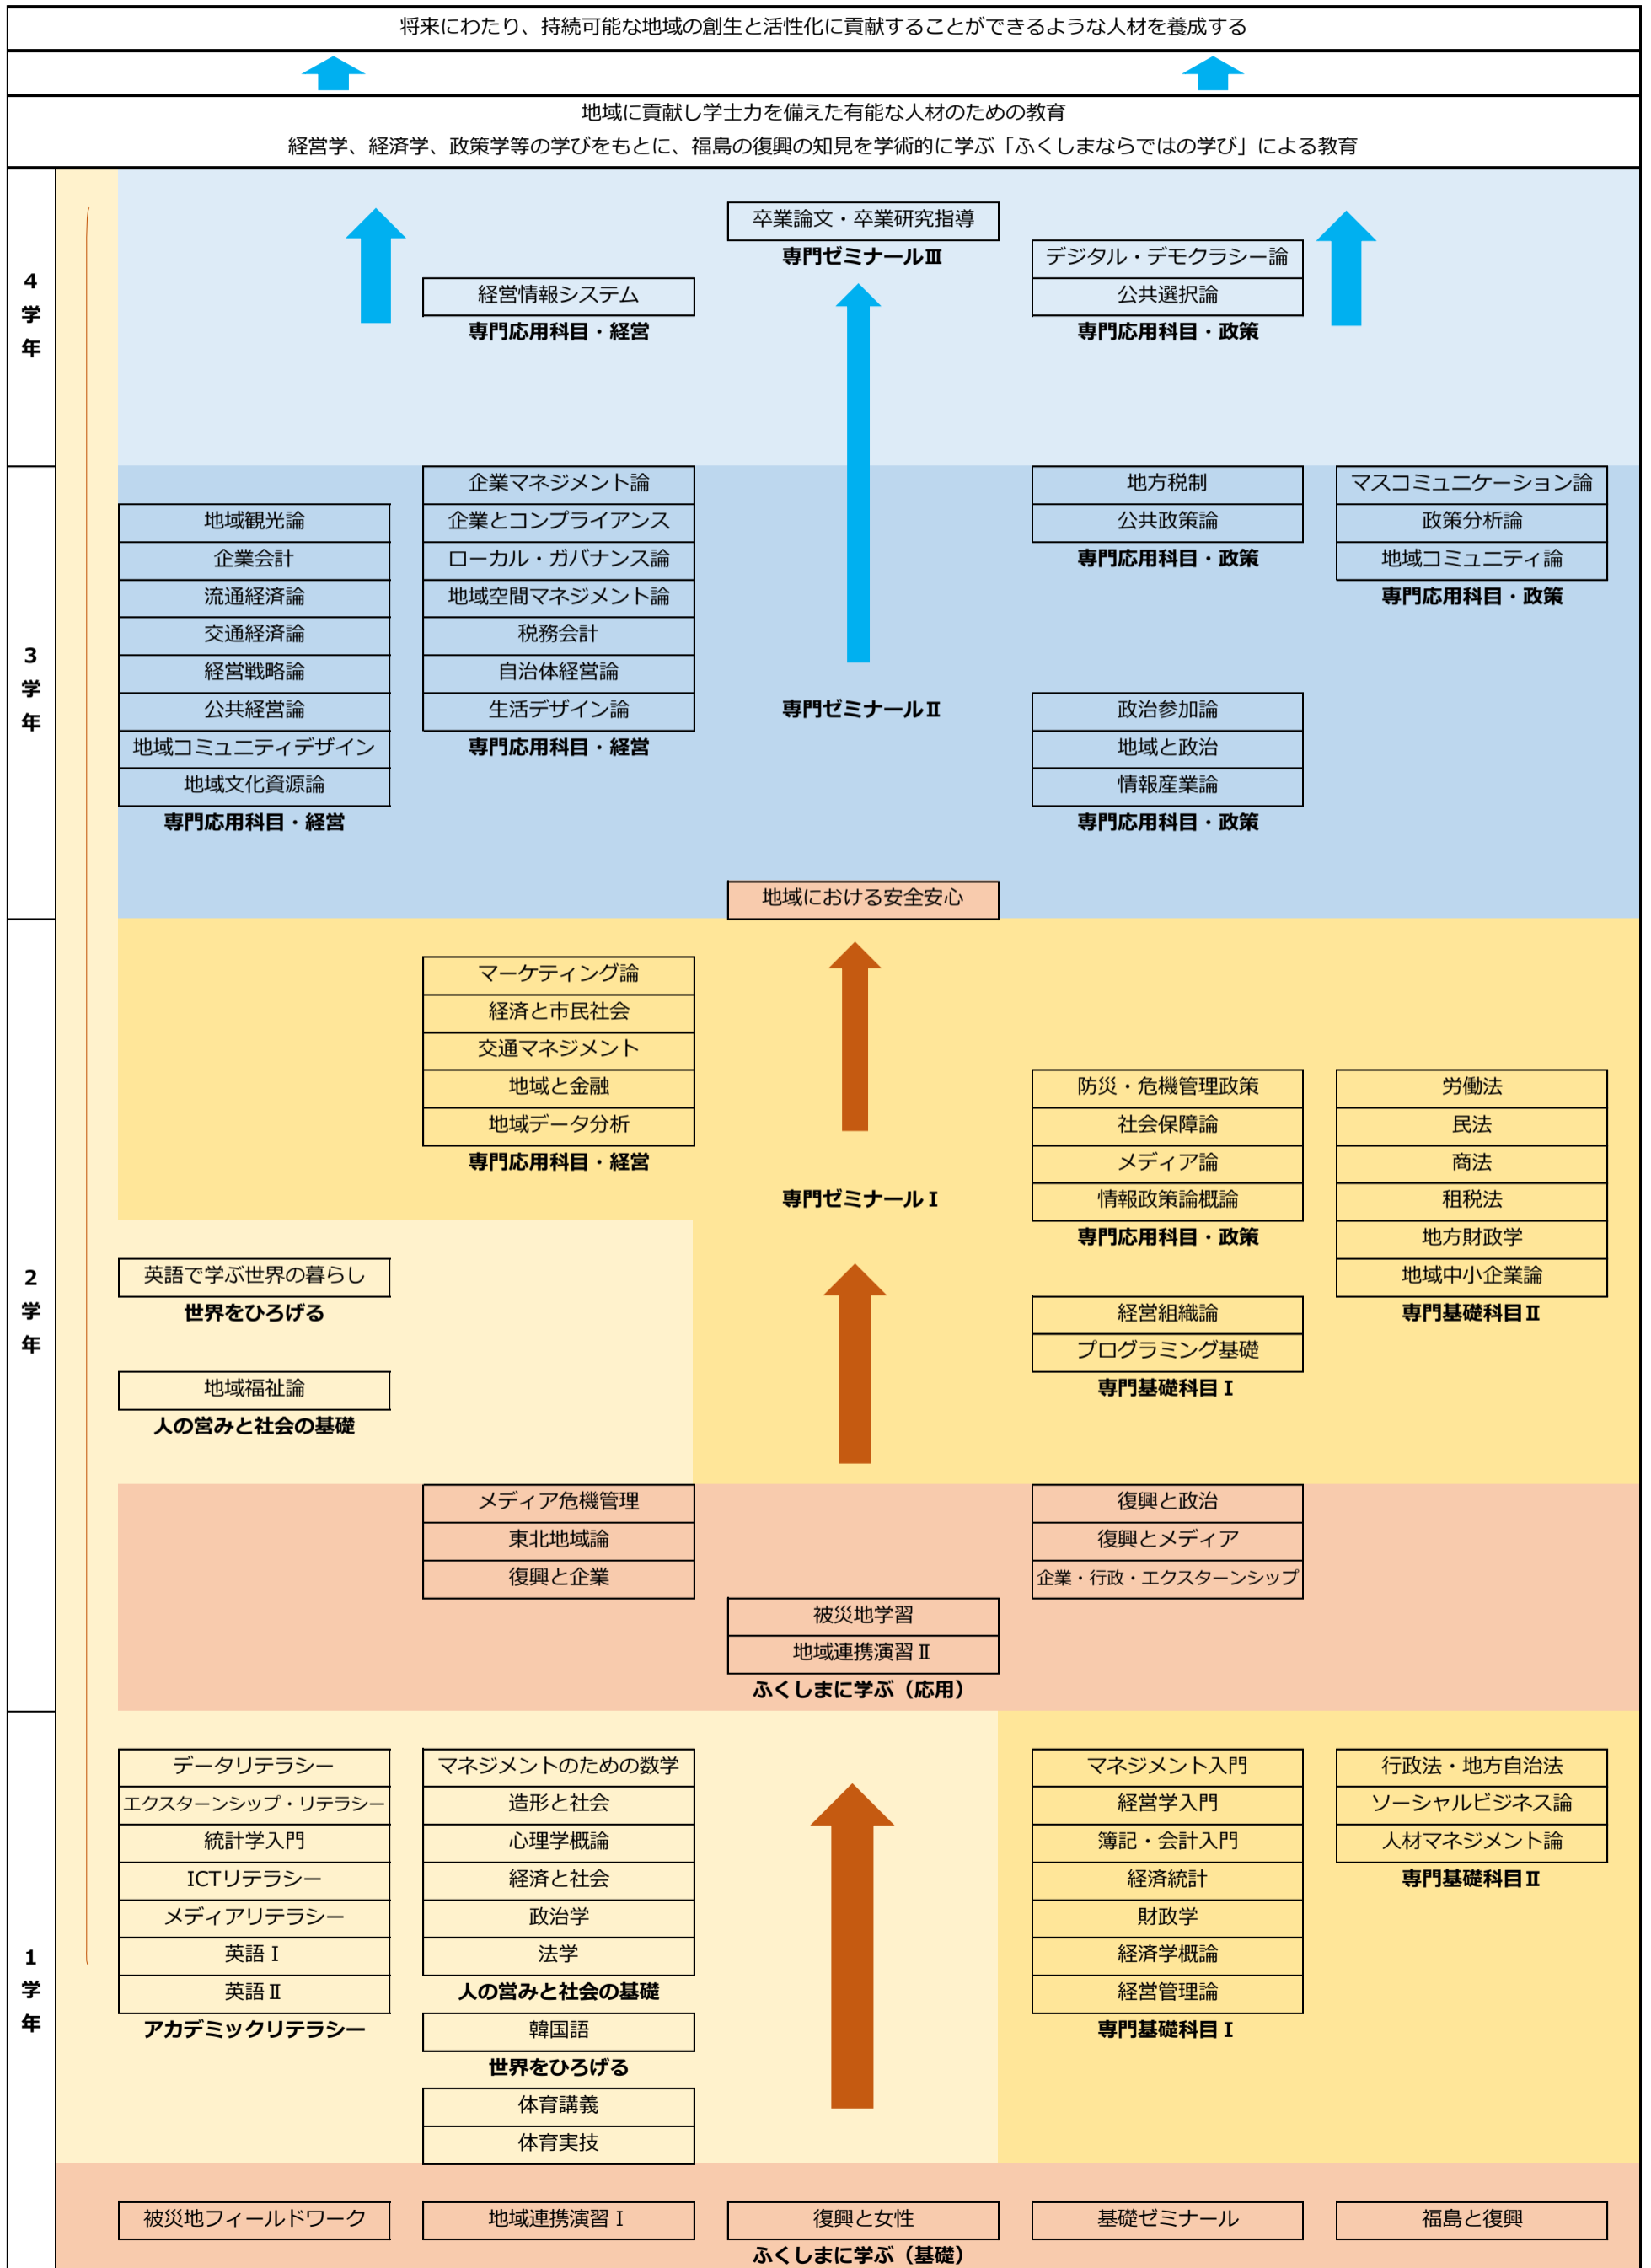 将来にわたり、持続可能な地域の創生と活性化に貢献することができるような人材を養成する
地域に貢献し学士力を備えた有能な人材のための教育
経営学、経済学、政策学等の学びをもとに、福島の復興の知見を学術的に学ぶ「ふくしまならではの学び」による教育
4
学
年
卒業論文・卒業研究指導
専門ゼミナールⅢ
経営情報システム
専門応用科目・経営
デジタル・デモクラシー論
公共選択論
専門応用科目・政策
3
学
年
地域観光論
企業会計
流通経済論
交通経済論
経営戦略論
公共経営論
地域コミュニティデザイン
地域文化資源論
専門応用科目・経営
企業マネジメント論
企業とコンプライアンス
ローカル・ガバナンス論
地域空間マネジメント論
税務会計
自治体経営論
生活デザイン論
専門応用科目・経営
専門ゼミナールⅡ
地方税制
公共政策論
専門応用科目・政策
政治参加論
地域と政治
情報産業論
専門応用科目・政策
マスコミュニケーション論
政策分析論
地域コミュニティ論
専門応用科目・政策
地域における安全安心
2
学
年
マーケティング論
経済と市民社会
交通マネジメント
地域と金融
地域データ分析
専門応用科目・経営
専門ゼミナールⅠ
防災・危機管理政策
社会保障論
メディア論
情報政策論概論
専門応用科目・政策
経営組織論
プログラミング基礎
専門基礎科目Ⅰ
労働法
民法
商法
租税法
地方財政学
地域中小企業論
専門基礎科目Ⅱ
英語で学ぶ世界の暮らし
世界をひろげる
地域福祉論
人の営みと社会の基礎
メディア危機管理
東北地域論
復興と企業
被災地学習
地域連携演習Ⅱ
ふくしまに学ぶ（応用）
復興と政治
復興とメディア
企業・行政・エクスターンシップ
1
学
年
データリテラシー
エクスターンシップ・リテラシー
統計学入門
ICTリテラシー
メディアリテラシー
英語Ⅰ
英語Ⅱ
アカデミックリテラシー
マネジメントのための数学
造形と社会
心理学概論
経済と社会
政治学
法学
人の営みと社会の基礎
韓国語
世界をひろげる
体育講義
体育実技
マネジメント入門
経営学入門
簿記・会計入門
経済統計
財政学
経済学概論
経営管理論
専門基礎科目Ⅰ
行政法・地方自治法
ソーシャルビジネス論
人材マネジメント論
専門基礎科目Ⅱ
被災地フィールドワーク
地域連携演習Ⅰ
復興と女性
基礎ゼミナール
福島と復興
ふくしまに学ぶ（基礎）